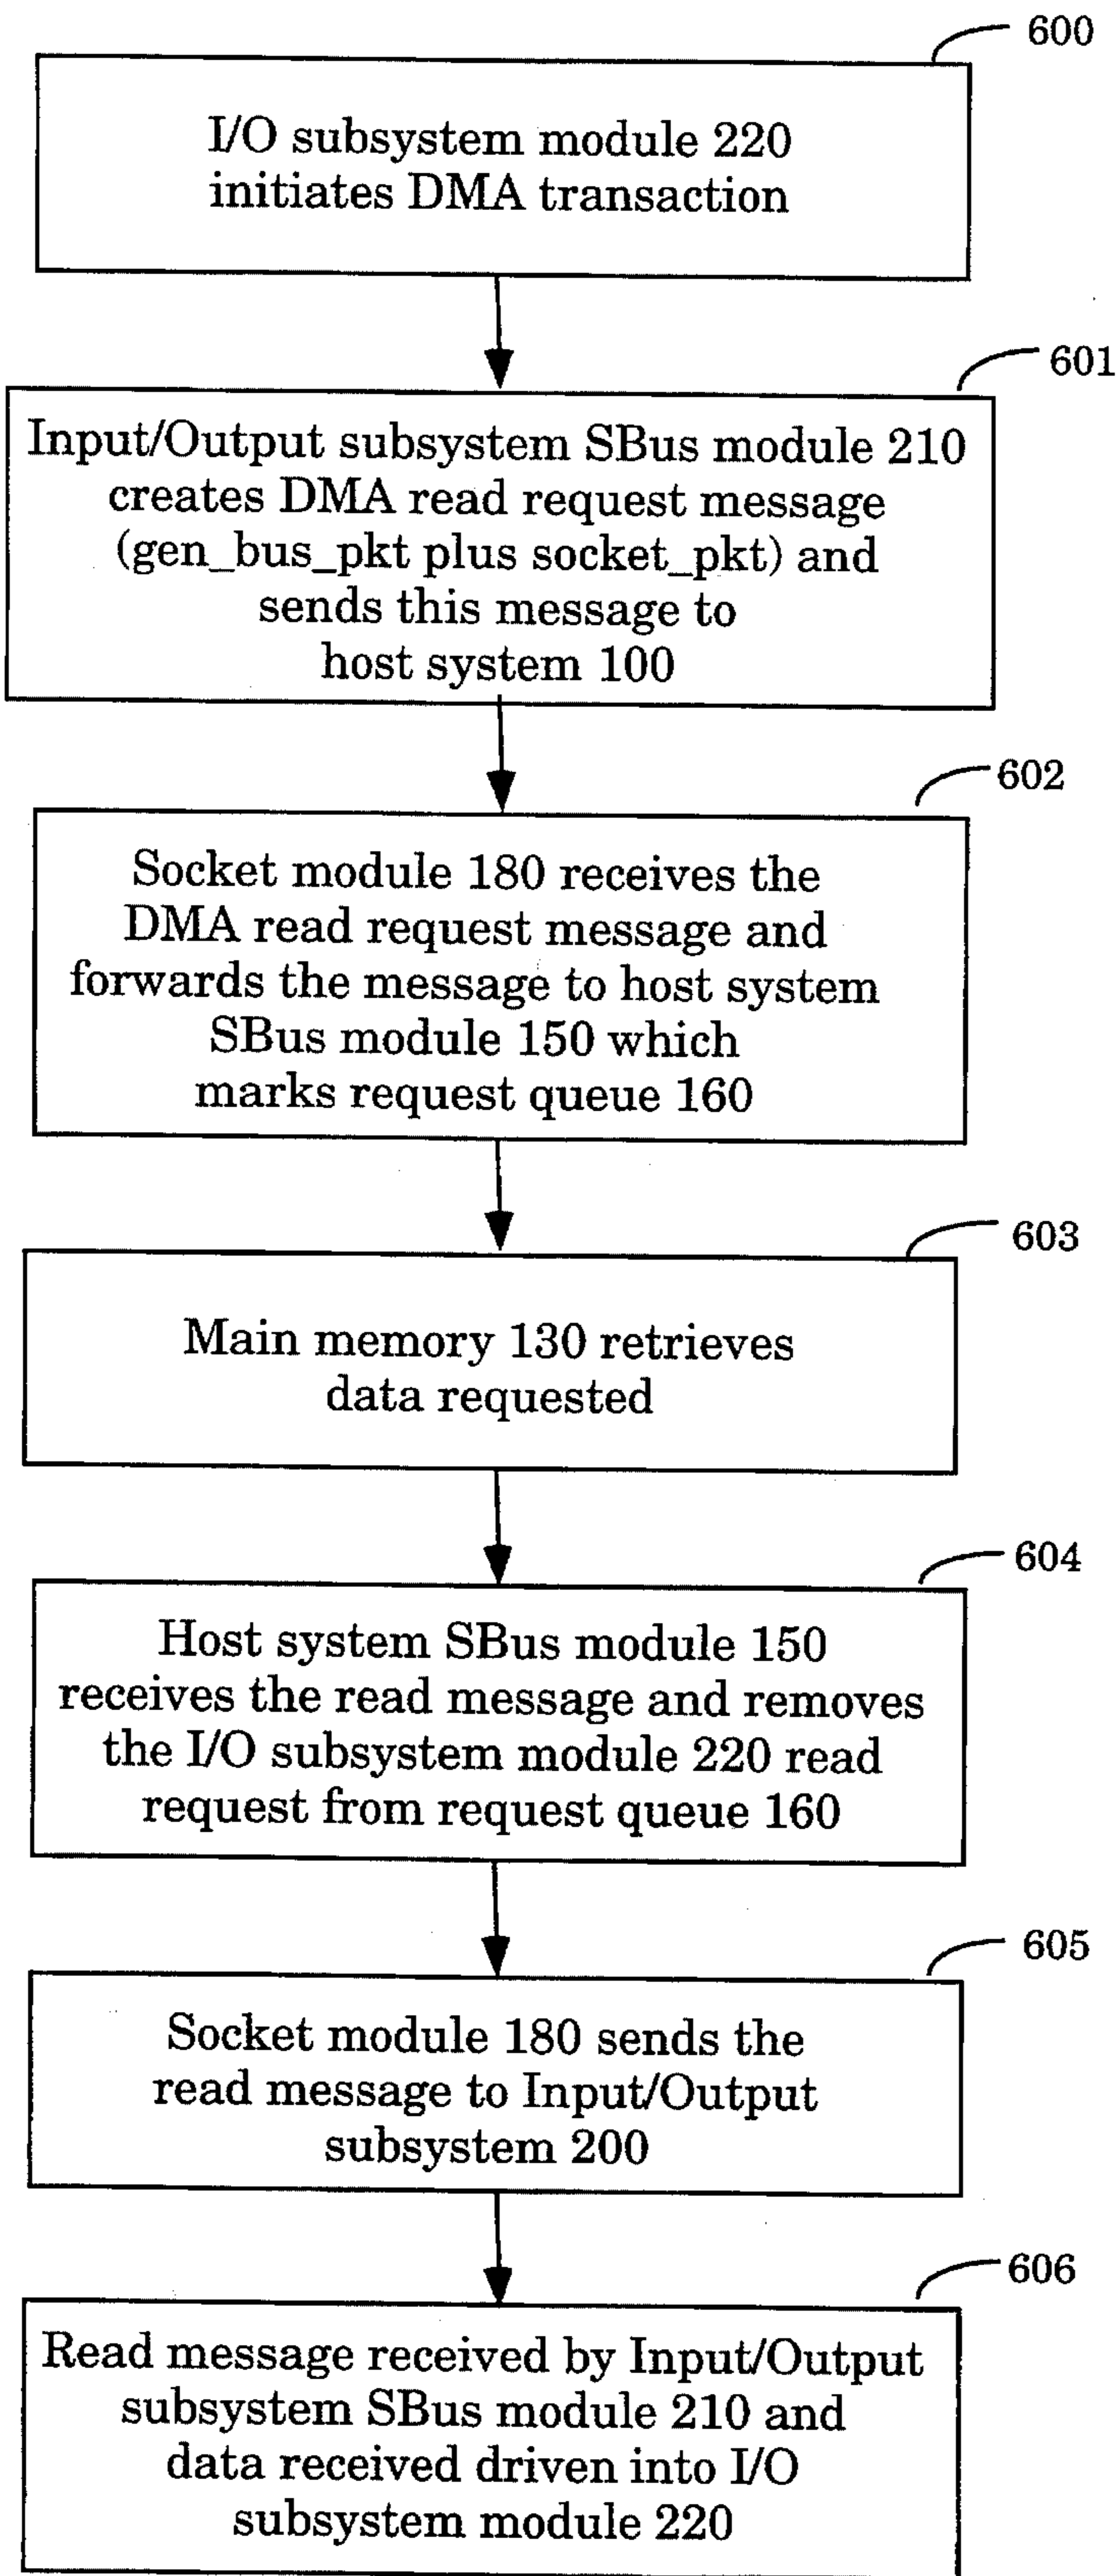 600
I/O subsystem module 220
initiates DMA transaction
601
Input/Output subsystem SBus module 210
creates DMA read request message
(gen_bus_pkt plus socket_pkt) and
sends this message to
host system 100
602
Socket module 180 receives the
DMA read request message and
forwards the message to host system
SBus module 150 which
marks request queue 160
603
Main memory 130 retrieves
data requested
604
Host system SBus module 150
receives the read message and removes
the I/O subsystem module 220 read
request from request queue 160
605
Socket module 180 sends the
read message to Input/Output
subsystem 200
606
Read message received by Input/Output
subsystem SBus module 210 and
data received driven into I/O
subsystem module 220